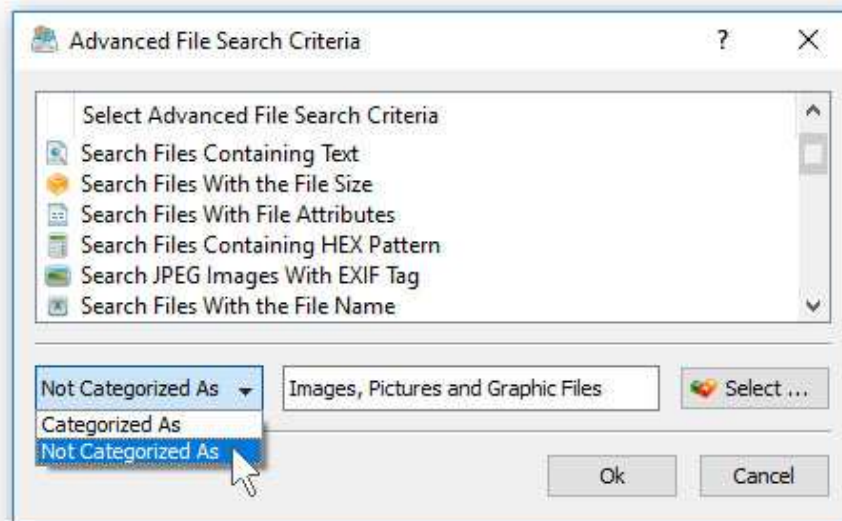 Advanced File Search Criteria ?
Select Advanced File Search Criteria
Search Files Containing Text
Search Files With the File Size
Search Files With File Attributes
Search Files Containing HEX Pattern
Search JPEG Images With EXIF Tag
Search Files With the File Name
Not Categorized As Images, Pictures and Graphic Files Select ...
Categorized As
Not Categorized As
Ok Cancel